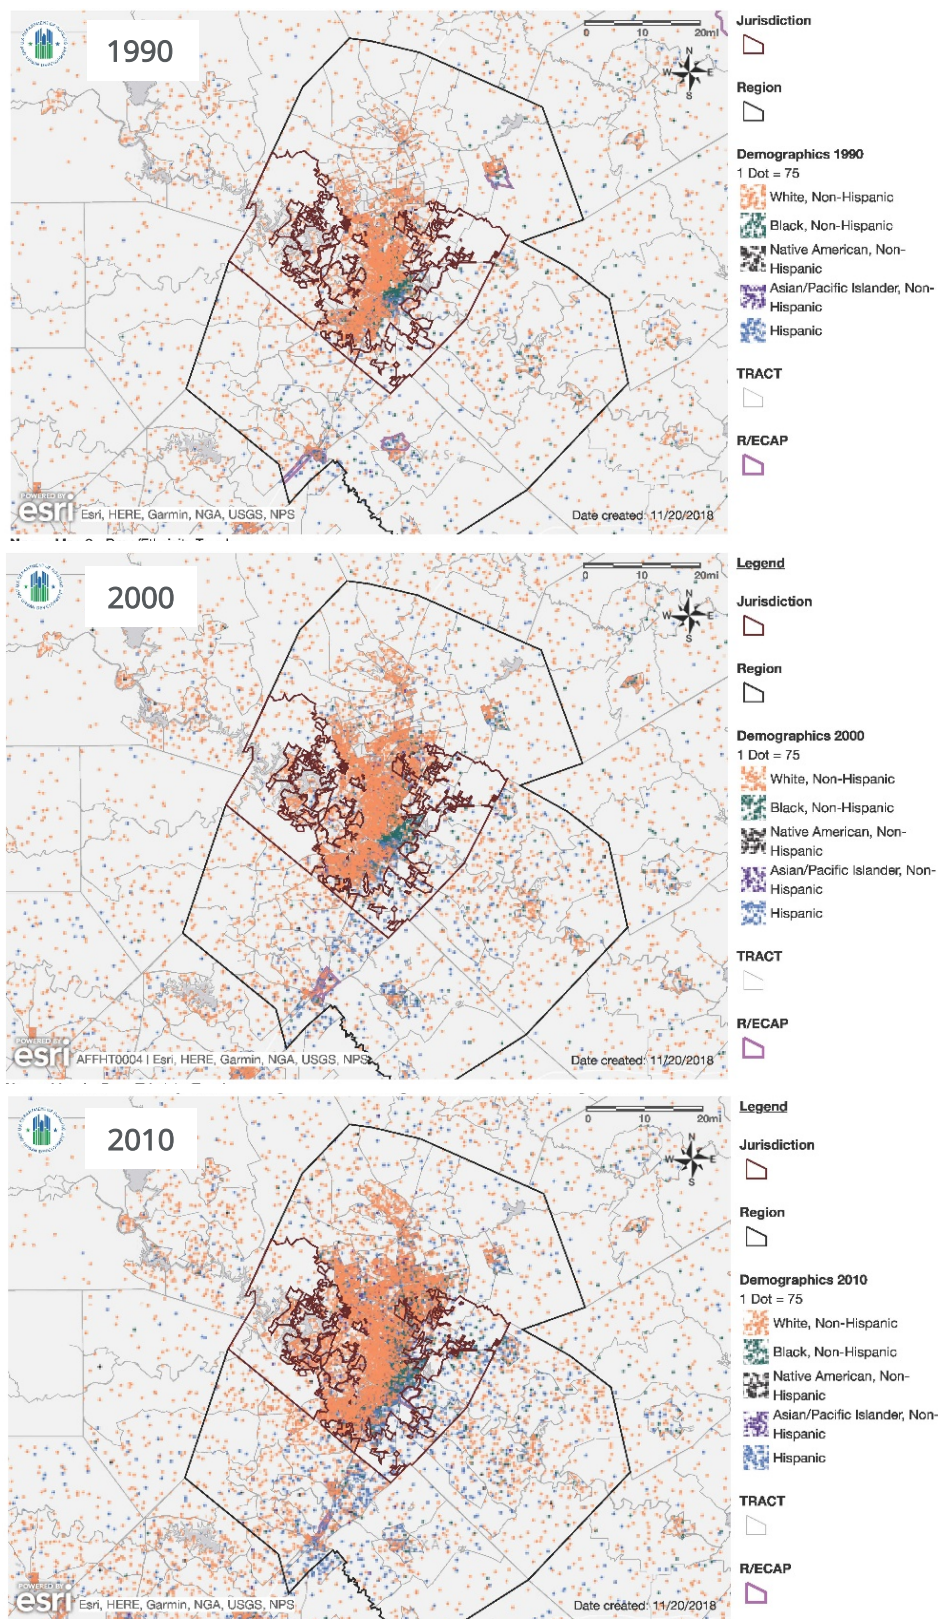 1990
0 10 20mi
N
W E
S
Jurisdiction
Region
Demographics 1990
1 Dot = 75
White, Non-Hispanic
Black, Non-Hispanic
Native American, Non-
Hispanic
Asian/Pacific Islander, Non-
Hispanic
Hispanic
TRACT
R/ECAP
POWERED BY
esri
Esri, HERE, Garmin, NGA, USGS, NPS
Date created: 11/20/2018
2000
0 10 20mi
N
W E
S
Legend
Jurisdiction
Region
Demographics 2000
1 Dot = 75
White, Non-Hispanic
Black, Non-Hispanic
Native American, Non-
Hispanic
Asian/Pacific Islander, Non-
Hispanic
Hispanic
TRACT
R/ECAP
POWERED BY
esri
AFFHT0004 | Esri, HERE, Garmin, NGA, USGS, NPS
Date created: 11/20/2018
2010
0 10 20mi
N
W E
S
Legend
Jurisdiction
Region
Demographics 2010
1 Dot = 75
White, Non-Hispanic
Black, Non-Hispanic
Native American, Non-
Hispanic
Asian/Pacific Islander, Non-
Hispanic
Hispanic
TRACT
R/ECAP
POWERED BY
esri
Esri, HERE, Garmin, NGA, USGS, NPS
Date created: 11/20/2018